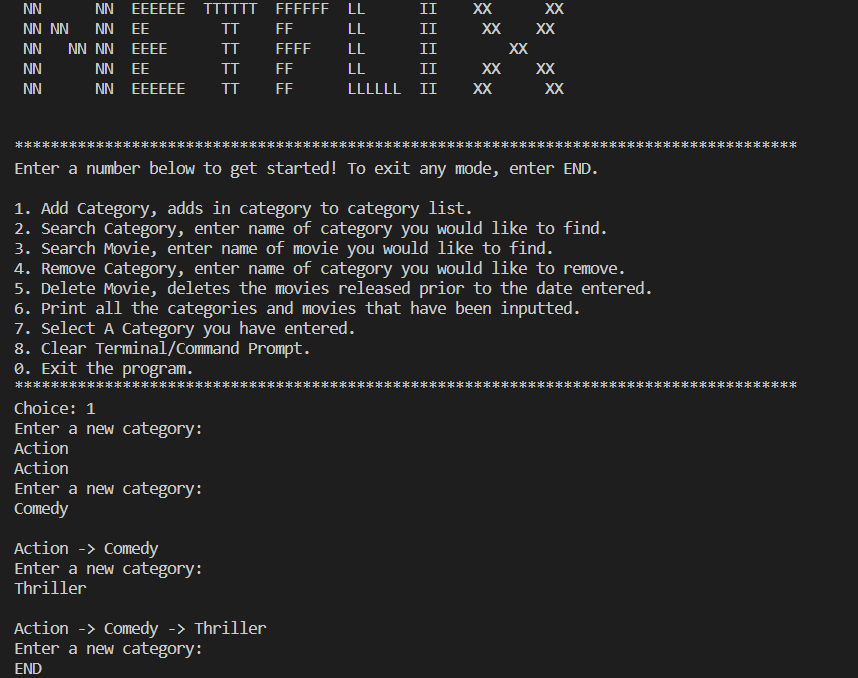 NN      NN  EEEEEE  TTTTTT  FFFFFF  LL      II    XX      XX
NN NN   NN  EE        TT    FF      LL      II     XX    XX
NN   NN NN  EEEE      TT    FFFF    LL      II        XX
NN      NN  EE        TT    FF      LL      II     XX    XX
NN      NN  EEEEEE    TT    FF      LLLLLL  II    XX      XX
***************************************************************************************
Enter a number below to get started! To exit any mode, enter END.
1. Add Category, adds in category to category list.
2. Search Category, enter name of category you would like to find.
3. Search Movie, enter name of movie you would like to find.
4. Remove Category, enter name of category you would like to remove.
5. Delete Movie, deletes the movies released prior to the date entered.
6. Print all the categories and movies that have been inputted.
7. Select A Category you have entered.
8. Clear Terminal/Command Prompt.
0. Exit the program.
***************************************************************************************
Choice: 1
Enter a new category:
Action
Action
Enter a new category:
Comedy
Action -> Comedy
Enter a new category:
Thriller
Action -> Comedy -> Thriller
Enter a new category:
END